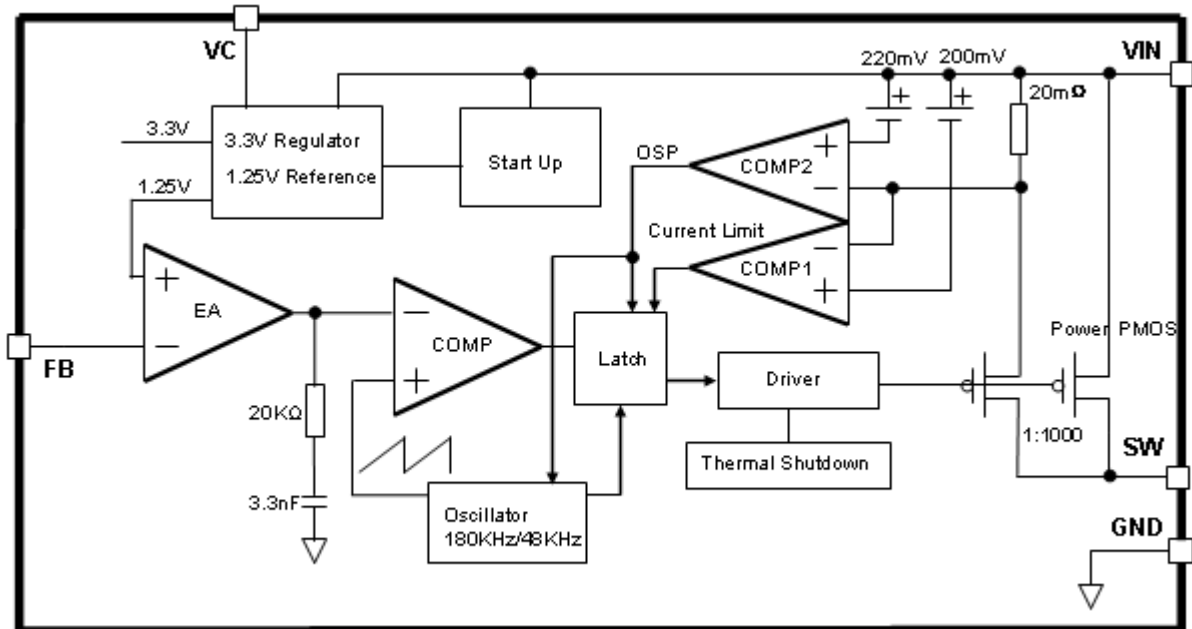 VC
220mV 200mV
VIN
20mΩ
3.3V
3.3V Regulator
1.25V Reference
1.25V
Start Up
OSP
+
+
+
COMP2
−
Current Limit
−
COMP1
+
+
EA
−
FB
−
COMP
+
Latch
Driver
Power PMOS
1:1000
20KΩ
Thermal Shutdown
SW
3.3nF
Oscillator
180KHz/48KHz
GND